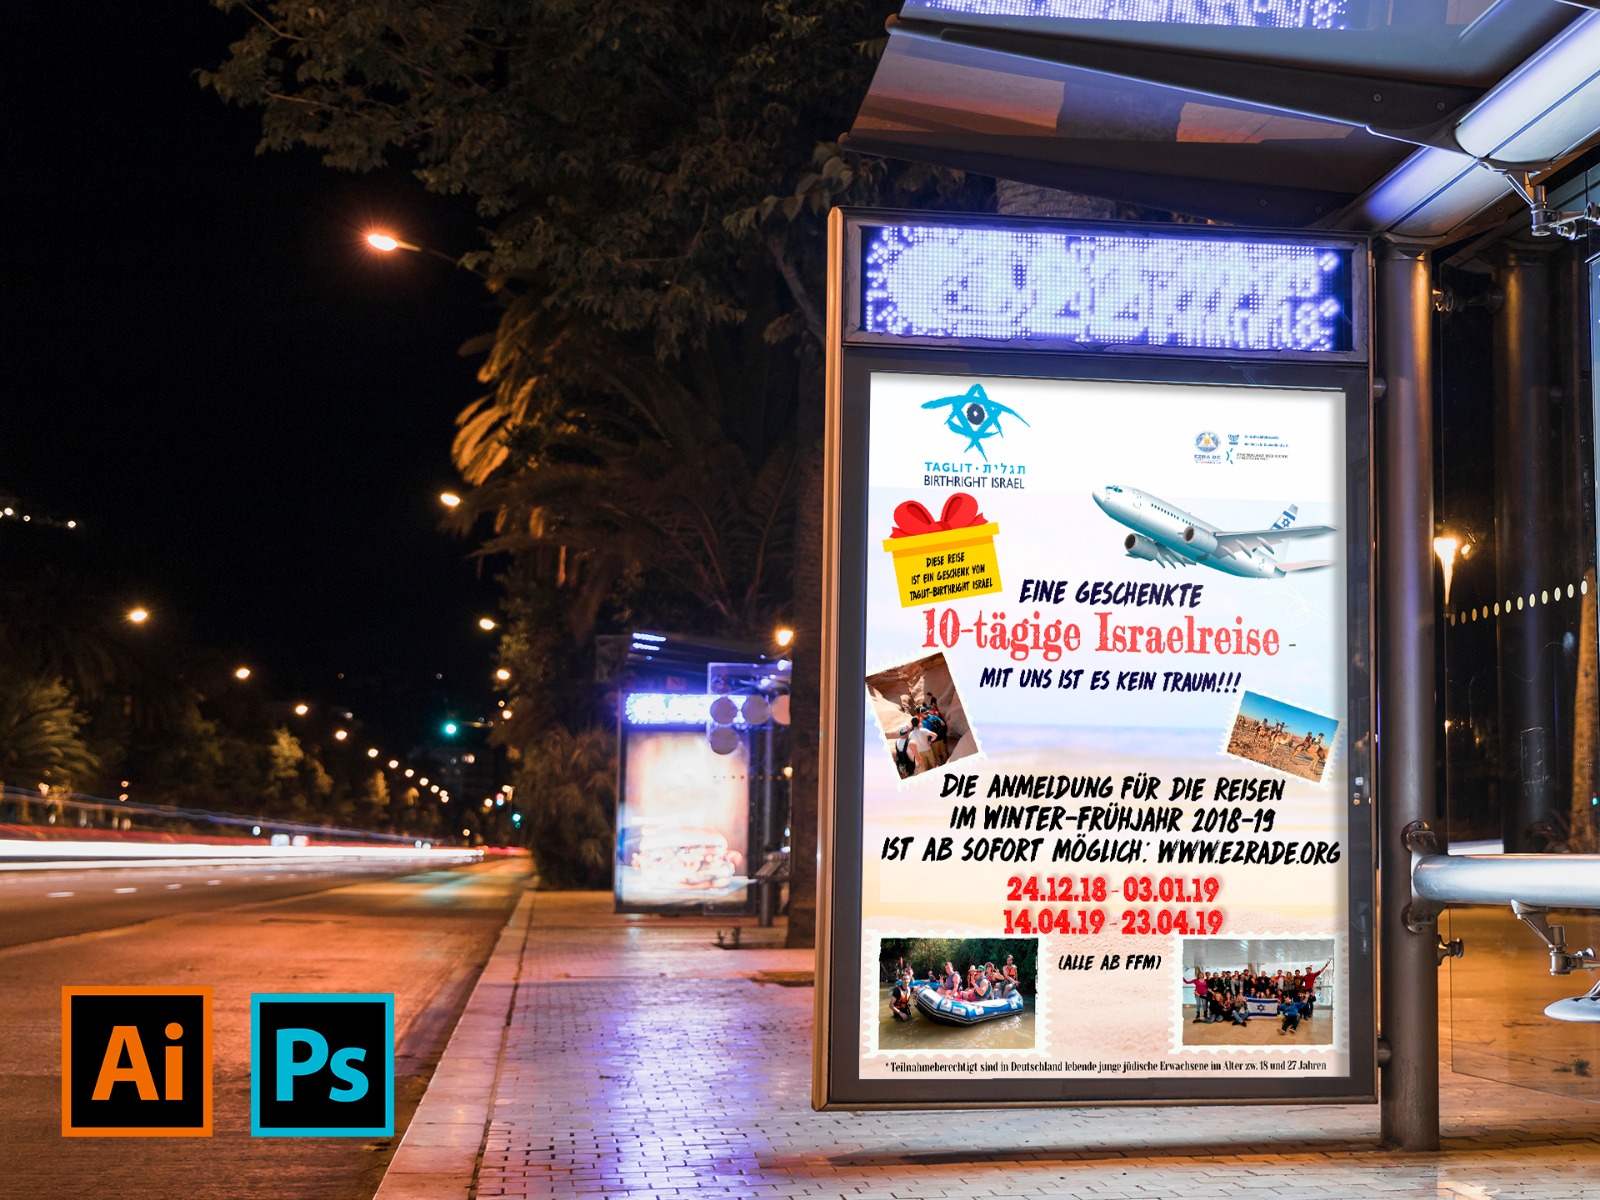 TAGLIT · תגלית
BIRTHRIGHT ISRAEL
EZRA DE
DIESE REISE
IST EIN GESCHENK VON
TAGLIT-BIRTHRIGHT ISRAEL
EINE GESCHENKTE
10-tägige Israelreise -
MIT UNS IST ES KEIN TRAUM!!!
DIE ANMELDUNG FÜR DIE REISEN
IM WINTER-FRÜHJAHR 2018-19
IST AB SOFORT MÖGLICH: WWW.EZRADE.ORG
24.12.18 - 03.01.19
14.04.19 - 23.04.19
(ALLE AB FFM)
* Teilnahmeberechtigt sind in Deutschland lebende junge jüdische Erwachsene im Alter zw. 18 und 27 Jahren
Ai
Ps